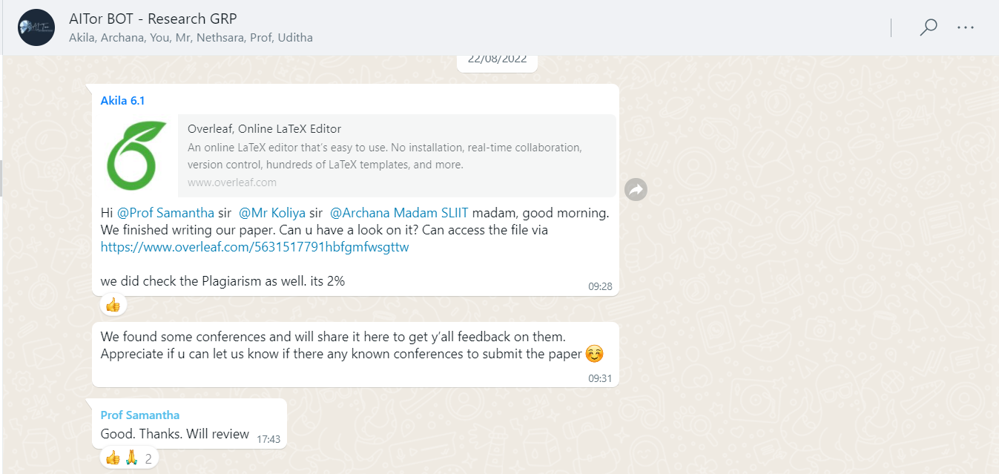 AITor BOT - Research GRP
Akila, Archana, You, Mr, Nethsara, Prof, Uditha
22/08/2022
Akila 6.1
Overleaf, Online LaTeX Editor
An online LaTeX editor that's easy to use. No installation, real-time collaboration,
version control, hundreds of LaTeX templates, and more.
www.overleaf.com
Hi @Prof Samantha sir  @Mr Koliya sir  @Archana Madam SLIIT madam, good morning.
We finished writing our paper. Can u have a look on it? Can access the file via
https://www.overleaf.com/5631517791hbfgmfwsgttw
we did check the Plagiarism as well. its 2%
09:28
👍
We found some conferences and will share it here to get y'all feedback on them.
Appreciate if u can let us know if there any known conferences to submit the paper 😊
09:31
Prof Samantha
Good. Thanks. Will review 17:43
👍 🙏 2